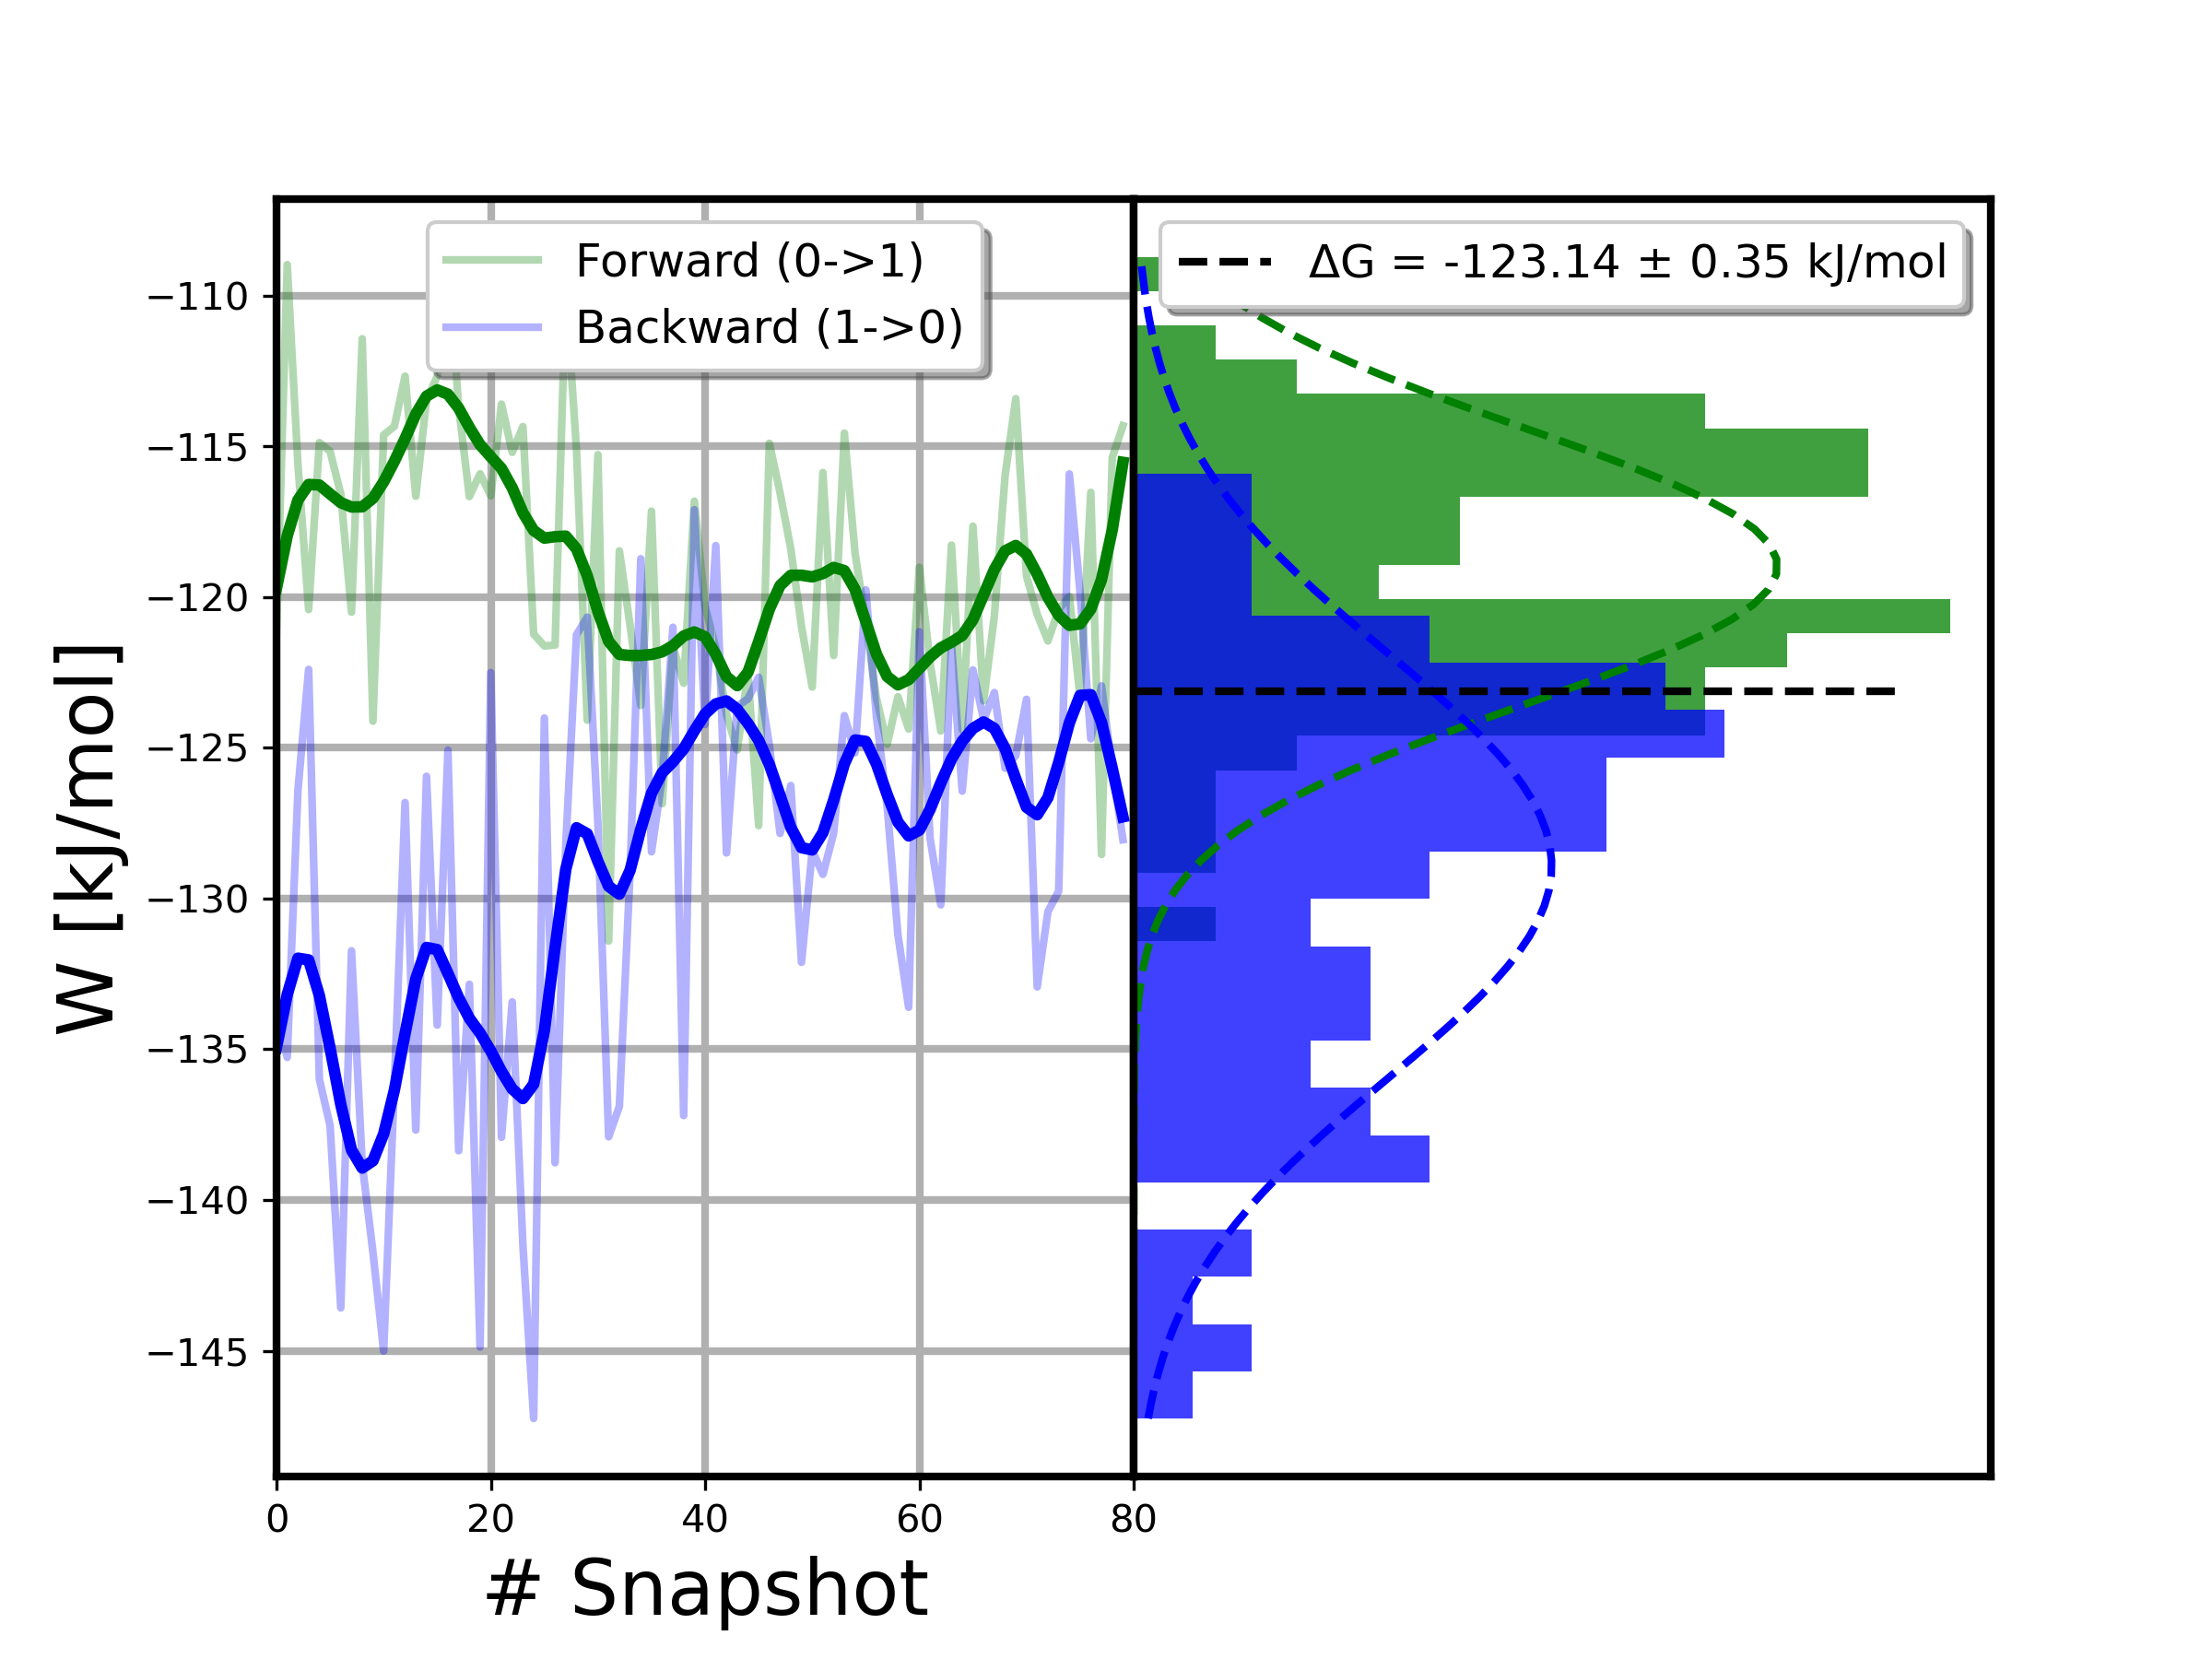 Forward (0->1)
Backward (1->0)
ΔG = -123.14 ± 0.35 kJ/mol
W [kJ/mol]
−110
−115
−120
−125
−130
−135
−140
−145
0 20 40 60 80
# Snapshot